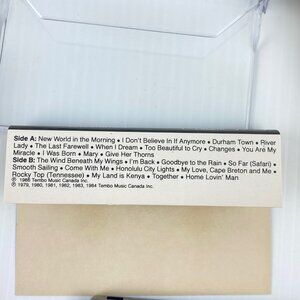 Side A: New World in the Morning • I Don't Believe In If Anymore • Durham Town • River
Lady • The Last Farewell • When I Dream • Too Beautiful to Cry • Changes • You Are My
Miracle • I Was Born • Mary • Give Her Thorns
Side B: The Wind Beneath My Wings • I'm Back • Goodbye to the Rain • So Far (Safari) •
Smooth Sailing • Come With Me • Honolulu City Lights • My Love, Cape Breton and Me •
Rocky Top (Tennessee) • My Land is Kenya • Together • Home Lovin' Man
℗ 1986 Tembo Music Canada Inc.
© 1979, 1980, 1981, 1982, 1983, 1984 Tembo Music Canada Inc.